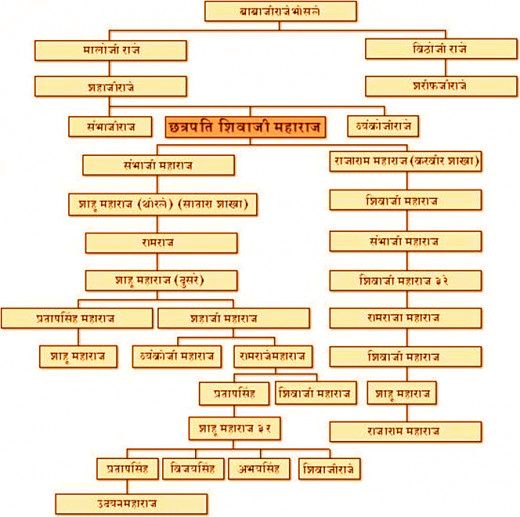 बाबाजीराजेभोसले
मालोजी राजे
विठोजी राजे
शहाजीराजे
शरीफजीराजे
संभाजीराज
छत्रपति शिवाजी महाराज
व्यंकोजीराजे
संभाजी महाराज
राजाराम महाराज (करवीर शाखा)
शाहू महाराज (थोरले) (सातारा शाखा)
शिवाजी महाराज
रामराज
संभाजी महाराज
शाहू महाराज (दुसरे)
शिवाजी महाराज ३रे
प्रतापसिंह महाराज
शहाजी महाराज
रामराजा महाराज
शाहू महाराज
व्यंकोजी महाराज
रामराजेमहाराज
शिवाजी महाराज
प्रतापसिंह
शिवाजी महाराज
शाहू महाराज
शाहू महाराज ३रे
राजाराम महाराज
प्रतापसिंह
विजयसिंह
अभयसिंह
शिवाजीराजे
उदयनमहाराज